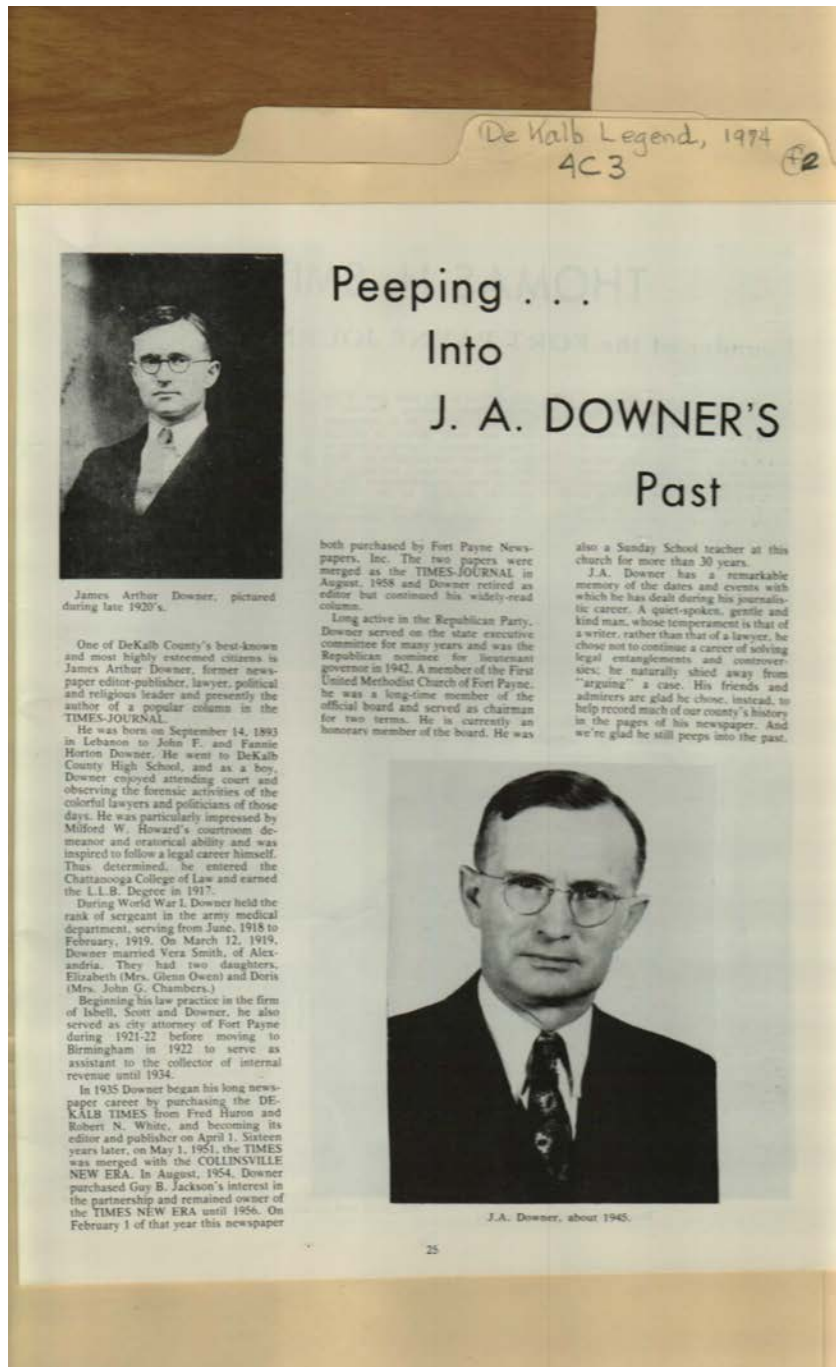 De Kalb Legend, 1974
4C3
Peeping . . .
Into
J. A. DOWNER'S
Past
James Arthur Downer, pictured
during late 1920's.
One of DeKalb County's best-known
and most highly esteemed citizens is
James Arthur Downer, former news-
paper editor-publisher, lawyer, political
and religious leader and presently the
author of a popular column in the
TIMES-JOURNAL.
He was born on September 14, 1893
in Lebanon to John F. and Fannie
Horton Downer. He went to DeKalb
County High School, and as a boy,
Downer enjoyed attending court and
observing the forensic activities of the
colorful lawyers and politicians of those
days. He was particularly impressed by
Milford W. Howard's courtroom de-
meanor and oratorical ability and was
inspired to follow a legal career himself.
Thus determined, he entered the
Chattanooga College of Law and earned
the L.L.B. Degree in 1917.
During World War I, Downer held the
rank of sergeant in the army medical
department, serving from June, 1918 to
February, 1919. On March 12, 1919,
Downer married Vera Smith, of Alex-
andria. They had two daughters,
Elizabeth (Mrs. Glenn Owen) and Doris
(Mrs. John G. Chambers.)
Beginning his law practice in the firm
of Isbell, Scott and Downer, he also
served as city attorney of Fort Payne
during 1921-22 before moving to
Birmingham in 1922 to serve as
assistant to the collector of internal
revenue until 1934.
In 1935 Downer began his long news-
paper career by purchasing the DE-
KALB TIMES from Fred Huron and
Robert N. White, and becoming its
editor and publisher on April 1. Sixteen
years later, on May 1, 1951, the TIMES
was merged with the COLLINSVILLE
NEW ERA. In August, 1954, Downer
purchased Guy B. Jackson's interest in
the partnership and remained owner of
the TIMES NEW ERA until 1956. On
February 1 of that year this newspaper
both purchased by Fort Payne News-
papers, Inc. The two papers were
merged as the TIMES-JOURNAL in
August, 1958 and Downer retired as
editor but continued his widely-read
column.
Long active in the Republican Party,
Downer served on the state executive
committee for many years and was the
Republican nominee for lieutenant
governor in 1942. A member of the First
United Methodist Church of Fort Payne,
he was a long-time member of the
official board and served as chairman
for two terms. He is currently an
honorary member of the board. He was
also a Sunday School teacher at this
church for more than 30 years.
J.A. Downer has a remarkable
memory of the dates and events with
which he has dealt during his journalis-
tic career. A quiet-spoken, gentle and
kind man, whose temperament is that of
a writer, rather than that of a lawyer, he
chose not to continue a career of solving
legal entanglements and controver-
sies; he naturally shied away from
"arguing" a case. His friends and
admirers are glad he chose, instead, to
help record much of our county's history
in the pages of his newspaper. And
we're glad he still peeps into the past.
J.A. Downer, about 1945.
25